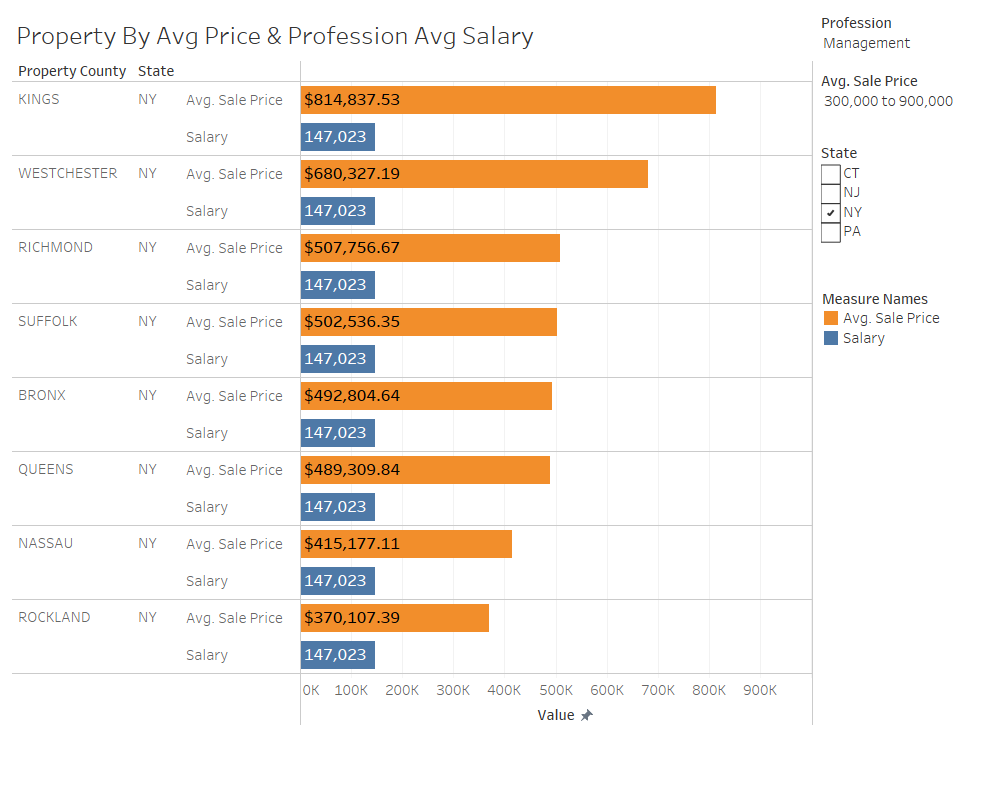 Property By Avg Price & Profession Avg Salary
Property County State
KINGS NY Avg. Sale Price $814,837.53
Salary 147,023
WESTCHESTER NY Avg. Sale Price $680,327.19
Salary 147,023
RICHMOND NY Avg. Sale Price $507,756.67
Salary 147,023
SUFFOLK NY Avg. Sale Price $502,536.35
Salary 147,023
BRONX NY Avg. Sale Price $492,804.64
Salary 147,023
QUEENS NY Avg. Sale Price $489,309.84
Salary 147,023
NASSAU NY Avg. Sale Price $415,177.11
Salary 147,023
ROCKLAND NY Avg. Sale Price $370,107.39
Salary 147,023
0K 100K 200K 300K 400K 500K 600K 700K 800K 900K
Value
Profession
Management
Avg. Sale Price
300,000 to 900,000
State
CT
NJ
NY
PA
Measure Names
Avg. Sale Price
Salary